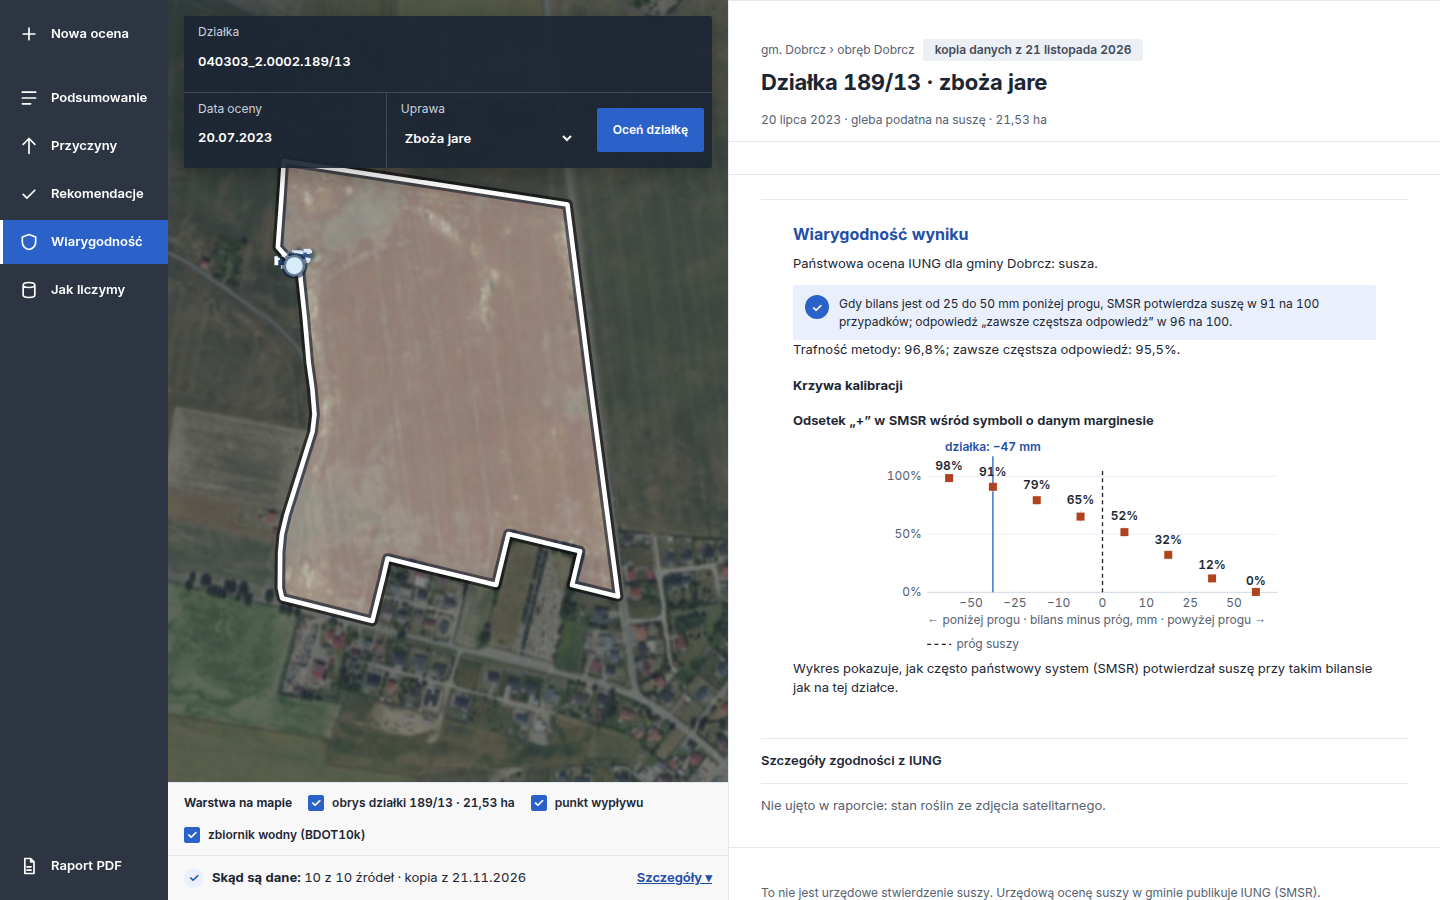 Nowa ocena
Podsumowanie
Przyczyny
Rekomendacje
Wiarygodność
Jak liczymy
Raport PDF
Działka
040303_2.0002.189/13
Data oceny
20.07.2023
Uprawa
Zboża jare
Oceń działkę
Warstwa na mapie
obrys działki 189/13 · 21,53 ha
punkt wypływu
zbiornik wodny (BDOT10k)
Skąd są dane: 10 z 10 źródeł · kopia z 21.11.2026
Szczegóły ▾
gm. Dobrcz › obręb Dobrcz
kopia danych z 21 listopada 2026
Działka 189/13 · zboża jare
20 lipca 2023 · gleba podatna na suszę · 21,53 ha
Wiarygodność wyniku
Państwowa ocena IUNG dla gminy Dobrcz: susza.
Gdy bilans jest od 25 do 50 mm poniżej progu, SMSR potwierdza suszę w 91 na 100
przypadków; odpowiedź „zawsze częstsza odpowiedź” w 96 na 100.
Trafność metody: 96,8%; zawsze częstsza odpowiedź: 95,5%.
Krzywa kalibracji
Odsetek „+” w SMSR wśród symboli o danym marginesie
działka: −47 mm
98%
91%
79%
65%
52%
32%
12%
0%
100%
50%
0%
−50 −25 −10 0 10 25 50
← poniżej progu · bilans minus próg, mm · powyżej progu →
próg suszy
Wykres pokazuje, jak często państwowy system (SMSR) potwierdzał suszę przy takim bilansie
jak na tej działce.
Szczegóły zgodności z IUNG
Nie ujęto w raporcie: stan roślin ze zdjęcia satelitarnego.
To nie jest urzędowe stwierdzenie suszy. Urzędową ocenę suszy w gminie publikuje IUNG (SMSR).